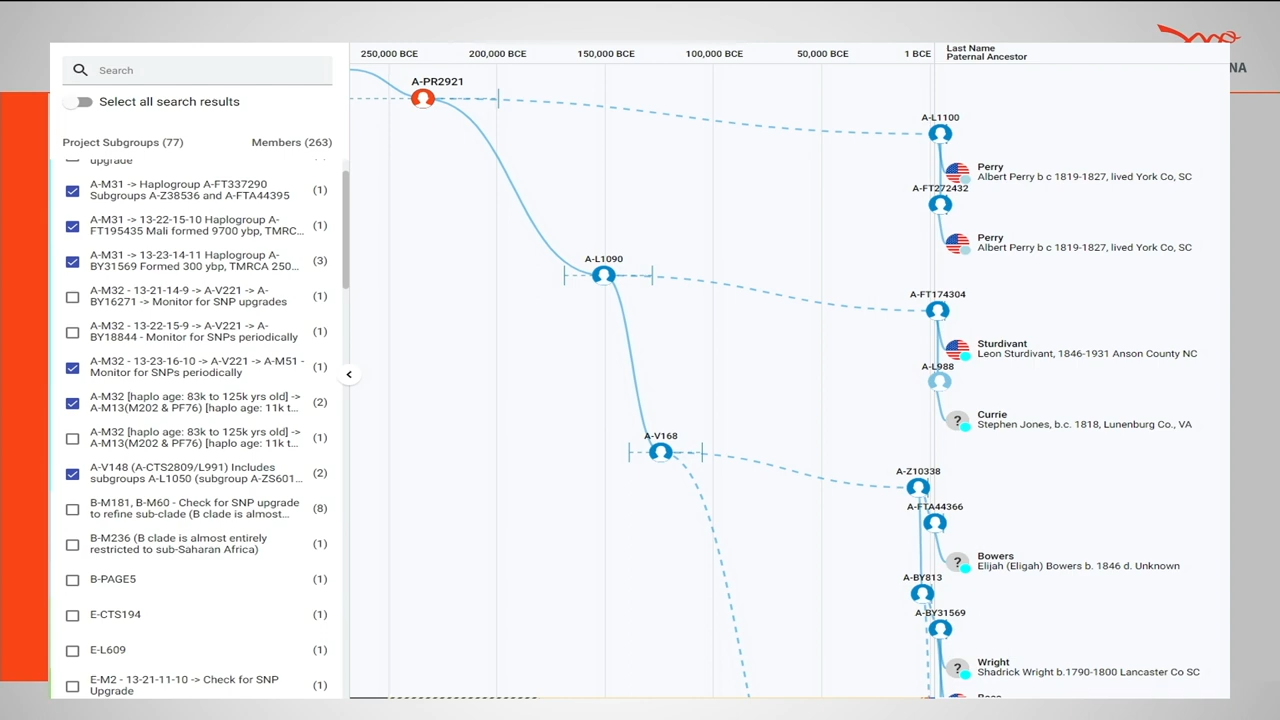 NA
Search
Select all search results
Project Subgroups (77) Members (263)
upgrade
A-M31 -> Haplogroup A-FT337290 (1)
Subgroups A-Z38536 and A-FTA44395
A-M31 -> 13-22-15-10 Haplogroup A- (1)
FT195435 Mali formed 9700 ybp, TMRC...
A-M31 -> 13-23-14-11 Haplogroup A- (3)
BY31569 Formed 300 ybp, TMRCA 250...
A-M32 - 13-21-14-9 -> A-V221 -> A- (1)
BY16271 -> Monitor for SNP upgrades
A-M32 - 13-22-15-9 -> A-V221 -> A- (1)
BY18844 - Monitor for SNPs periodically
A-M32 - 13-23-16-10 -> A-V221-> A-M51 - (1)
Monitor for SNPs periodically
A-M32 [haplo age: 83k to 125k yrs old] -> (2)
A-M13(M202 & PF76) [haplo age: 11k t...
A-M32 [haplo age: 83k to 125k yrs old] -> (1)
A-M13(M202 & PF76) [haplo age: 11k t...
A-V148 (A-CTS2809/L991) Includes (2)
subgroups A-L1050 (subgroup A-ZS601...
B-M181, B-M60 - Check for SNP upgrade (8)
to refine sub-clade (B clade is almost...
B-M236 (B clade is almost entirely (1)
restricted to sub-Saharan Africa)
B-PAGE5 (1)
E-CTS194 (1)
E-L609 (1)
E-M2 - 13-21-11-10 -> Check for SNP (1)
Upgrade
250,000 BCE 200,000 BCE 150,000 BCE 100,000 BCE 50,000 BCE 1 BCE Last Name
Paternal Ancestor
A-PR2921
A-L1100
Perry
Albert Perry b c 1819-1827, lived York Co, SC
A-FT272432
Perry
Albert Perry b c 1819-1827, lived York Co, SC
A-L1090
A-FT174304
Sturdivant
Leon Sturdivant, 1846-1931 Anson County NC
A-L988
Currie
Stephen Jones, b.c. 1818, Lunenburg Co., VA
A-V168
A-Z10338
A-FTA44366
Bowers
Elijah (Eligah) Bowers b. 1846 d. Unknown
A-BY813
A-BY31569
Wright
Shadrick Wright b.1790-1800 Lancaster Co SC